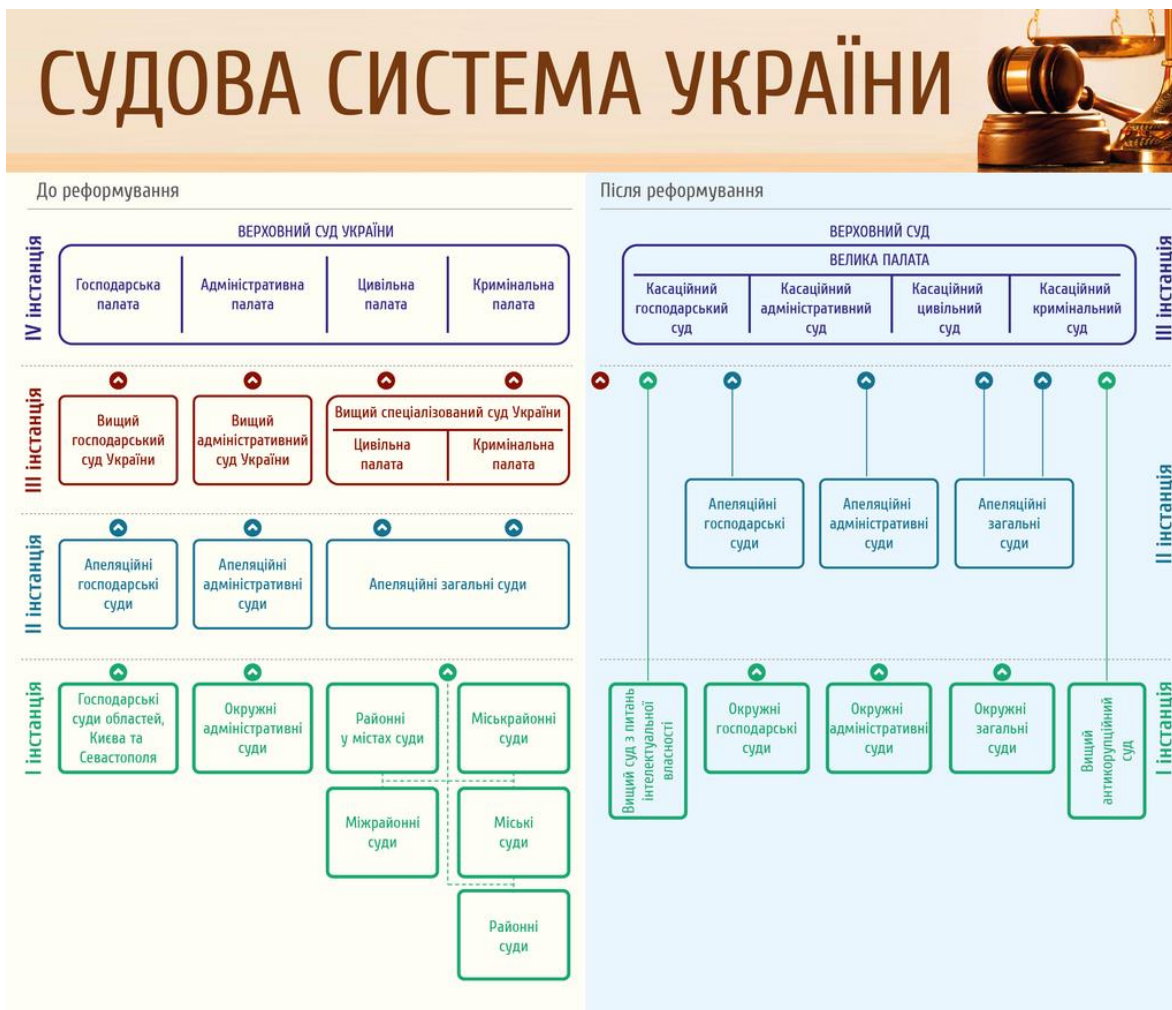 СУДОВА СИСТЕМА УКРАЇНИ
До реформування
IV інстанція
ВЕРХОВНИЙ СУД УКРАЇНИ
Господарська
палата
Адміністративна
палата
Цивільна
палата
Кримінальна
палата
III інстанція
Вищий
господарський
суд України
Вищий
адміністративний
суд України
Вищий спеціалізований суд України
Цивільна
палата
Кримінальна
палата
II інстанція
Апеляційні
господарські
суди
Апеляційні
адміністративні
суди
Апеляційні загальні суди
I інстанція
Господарські
суди областей,
Києва та
Севастополя
Окружні
адміністративні
суди
Районні
у містах суди
Міськрайонні
суди
Міжрайонні
суди
Міські
суди
Районні
суди
Після реформування
ВЕРХОВНИЙ СУД
ВЕЛИКА ПАЛАТА
Касаційний
господарський
суд
Касаційний
адміністративний
суд
Касаційний
цивільний
суд
Касаційний
кримінальний
суд
III інстанція
Апеляційні
господарські
суди
Апеляційні
адміністративні
суди
Апеляційні
загальні
суди
II інстанція
Вищий суд з питань
інтелектуальної
власності
Окружні
господарські
суди
Окружні
адміністративні
суди
Окружні
загальні
суди
Вищий
антикорупційний
суд
I інстанція